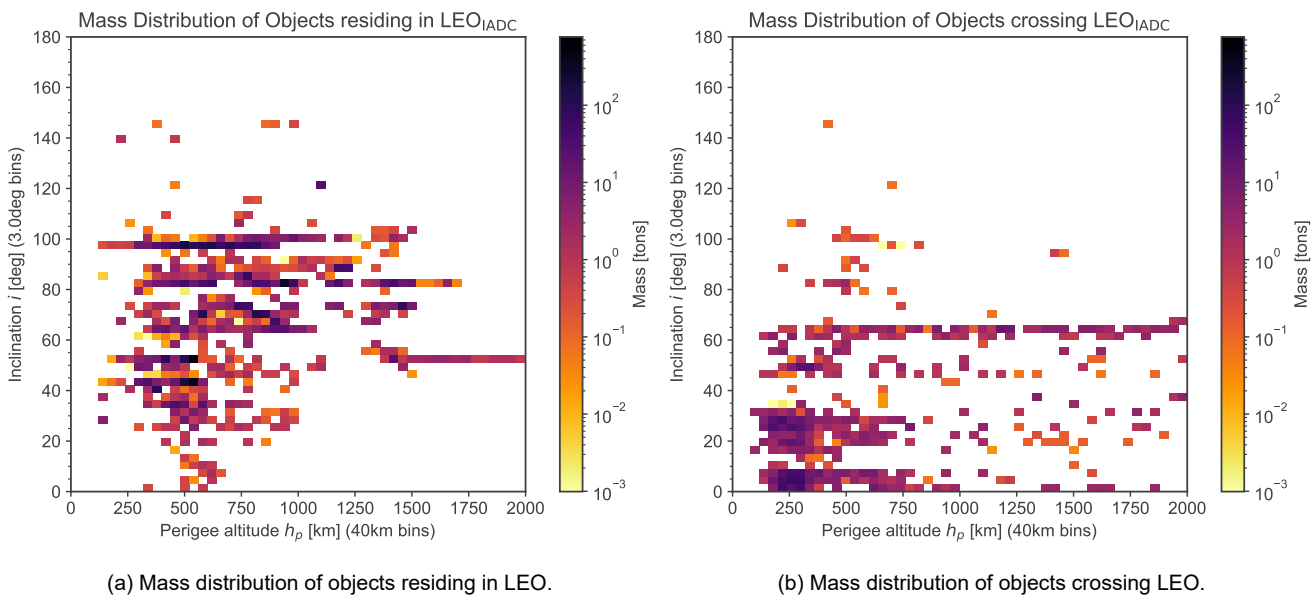 Mass Distribution of Objects residing in LEO_IADC
180
160
140
120
100
80
60
40
20
0
Inclination i [deg] (3.0deg bins)
0 250 500 750 1000 1250 1500 1750 2000
Perigee altitude h_p [km] (40km bins)
10^2
10^1
10^0
10^−1
10^−2
10^−3
Mass [tons]
(a) Mass distribution of objects residing in LEO.
Mass Distribution of Objects crossing LEO_IADC
180
160
140
120
100
80
60
40
20
0
Inclination i [deg] (3.0deg bins)
0 250 500 750 1000 1250 1500 1750 2000
Perigee altitude h_p [km] (40km bins)
10^2
10^1
10^0
10^−1
10^−2
10^−3
Mass [tons]
(b) Mass distribution of objects crossing LEO.